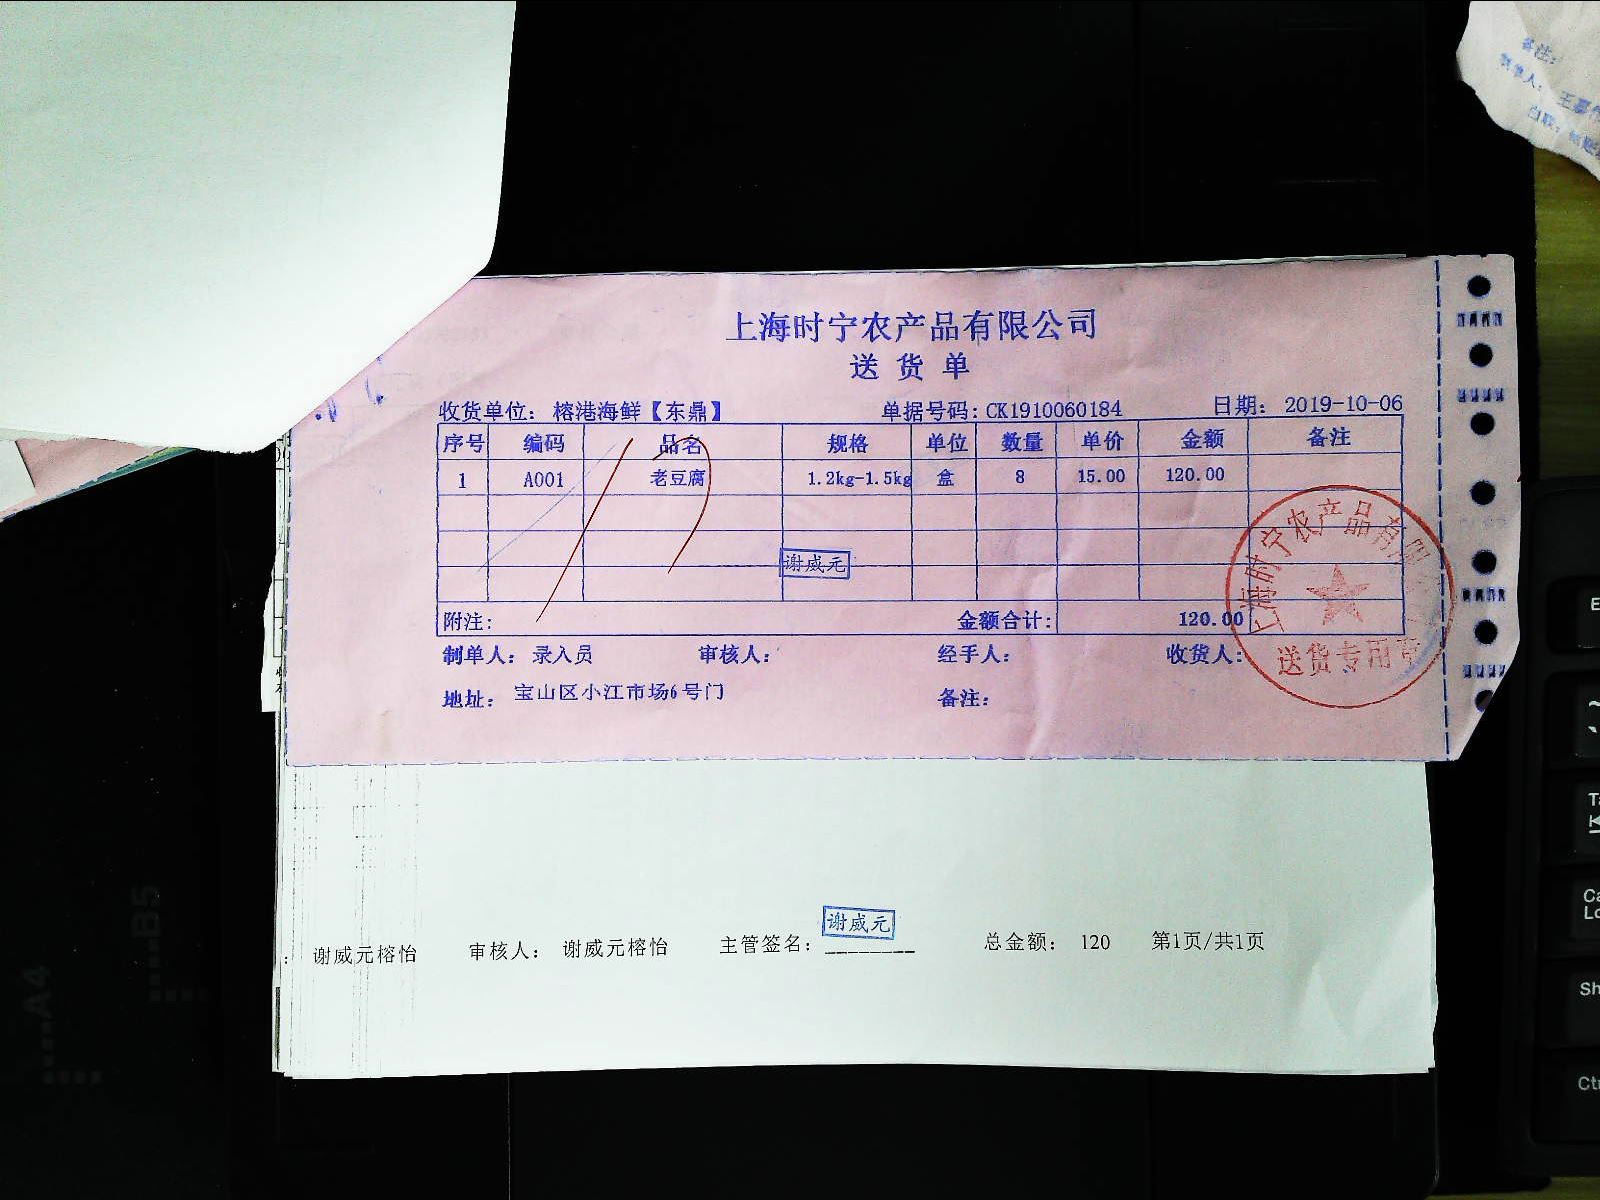 备注：
制单人：
上海时宁农产品有限公司
送货单
收货单位：榕港海鲜【东鼎】 单据号码：CK1910060184 日期：2019-10-06
序号 编码 品名 规格 单位 数量 单价 金额 备注
1 A001 老豆腐 1.2kg-1.5kg 盒 8 15.00 120.00
谢威元
附注： 金额合计： 120.00
制单人：录入员 审核人： 经手人： 收货人：
地址：宝山区小江市场6号门 备注：
上海时宁农产品有限
送货专用章
谢威元
谢威元榕怡 审核人：谢威元榕怡 主管签名： 总金额：120 第1页/共1页
A4
B5